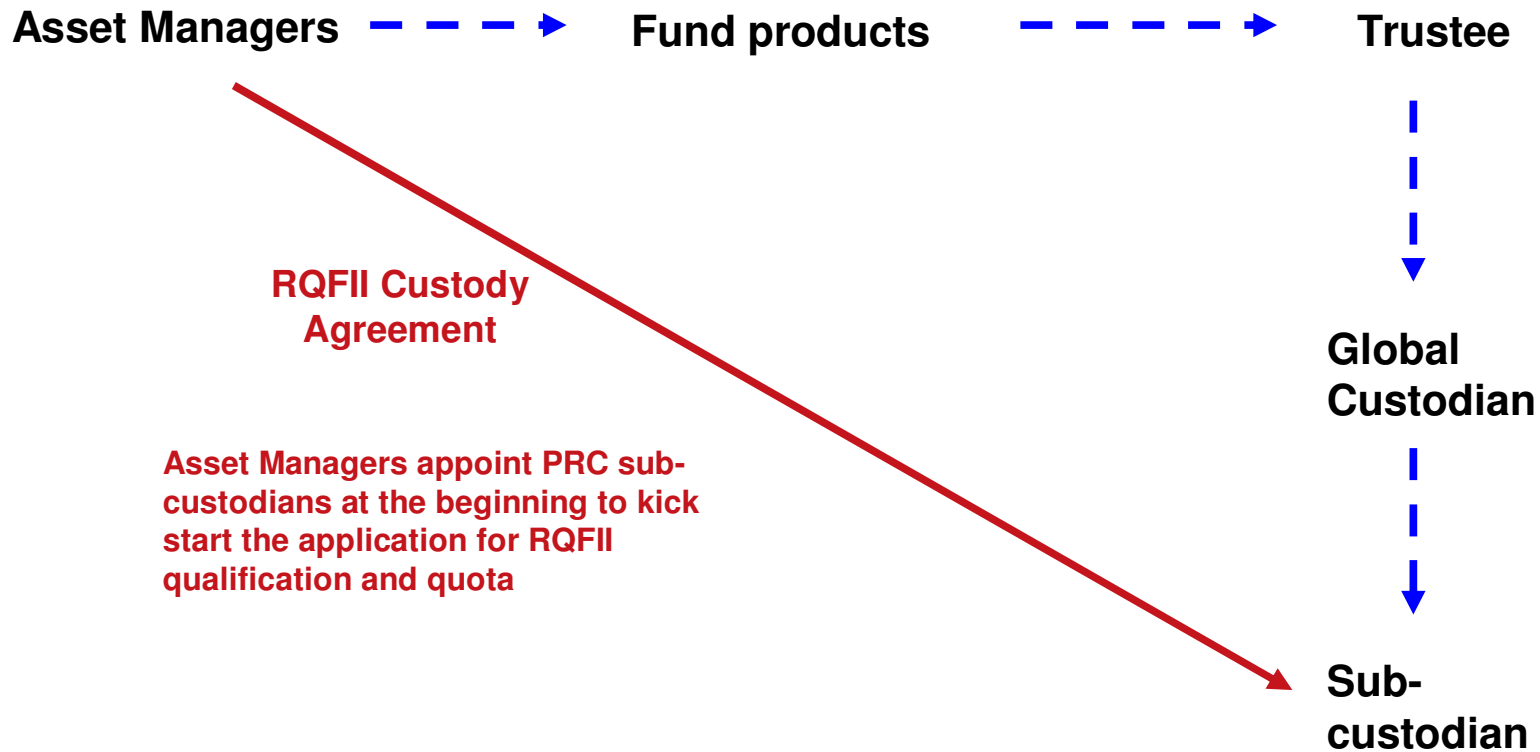 Asset Managers
Fund products
Trustee
RQFII Custody
Agreement
Global
Custodian
Asset Managers appoint PRC sub-
custodians at the beginning to kick
start the application for RQFII
qualification and quota
Sub-
custodian